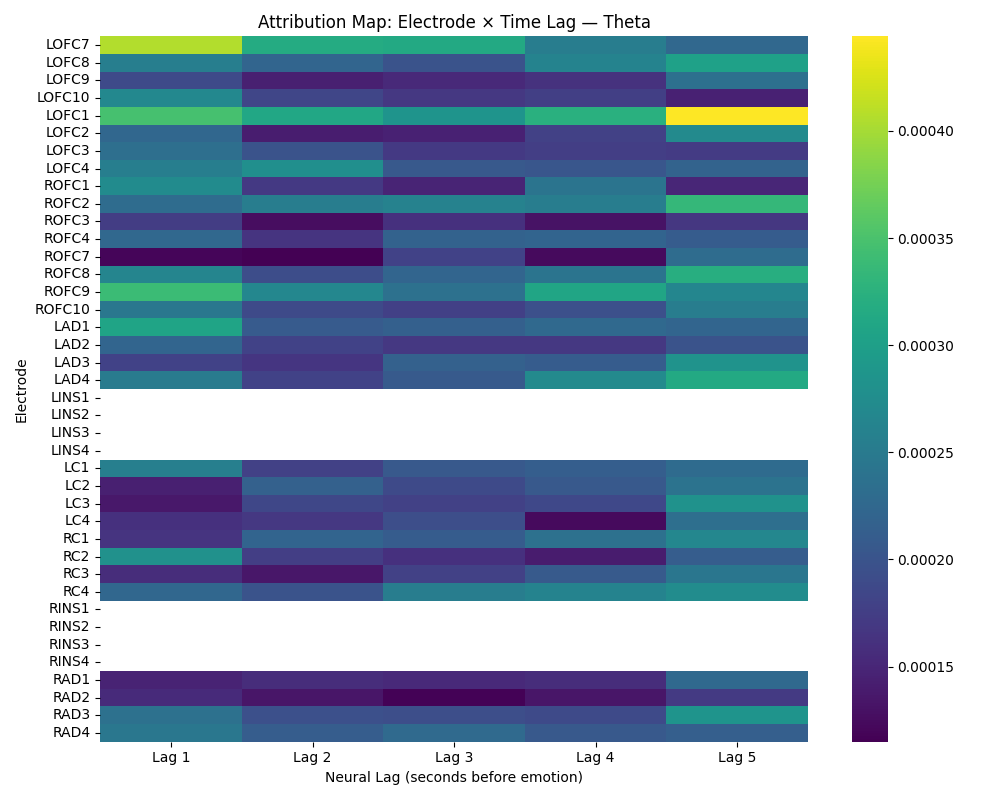 Attribution Map: Electrode × Time Lag — Theta
Electrode
LOFC7
LOFC8
LOFC9
LOFC10
LOFC1
LOFC2
LOFC3
LOFC4
ROFC1
ROFC2
ROFC3
ROFC4
ROFC7
ROFC8
ROFC9
ROFC10
LAD1
LAD2
LAD3
LAD4
LINS1
LINS2
LINS3
LINS4
LC1
LC2
LC3
LC4
RC1
RC2
RC3
RC4
RINS1
RINS2
RINS3
RINS4
RAD1
RAD2
RAD3
RAD4
Lag 1 Lag 2 Lag 3 Lag 4 Lag 5
Neural Lag (seconds before emotion)
0.00040
0.00035
0.00030
0.00025
0.00020
0.00015